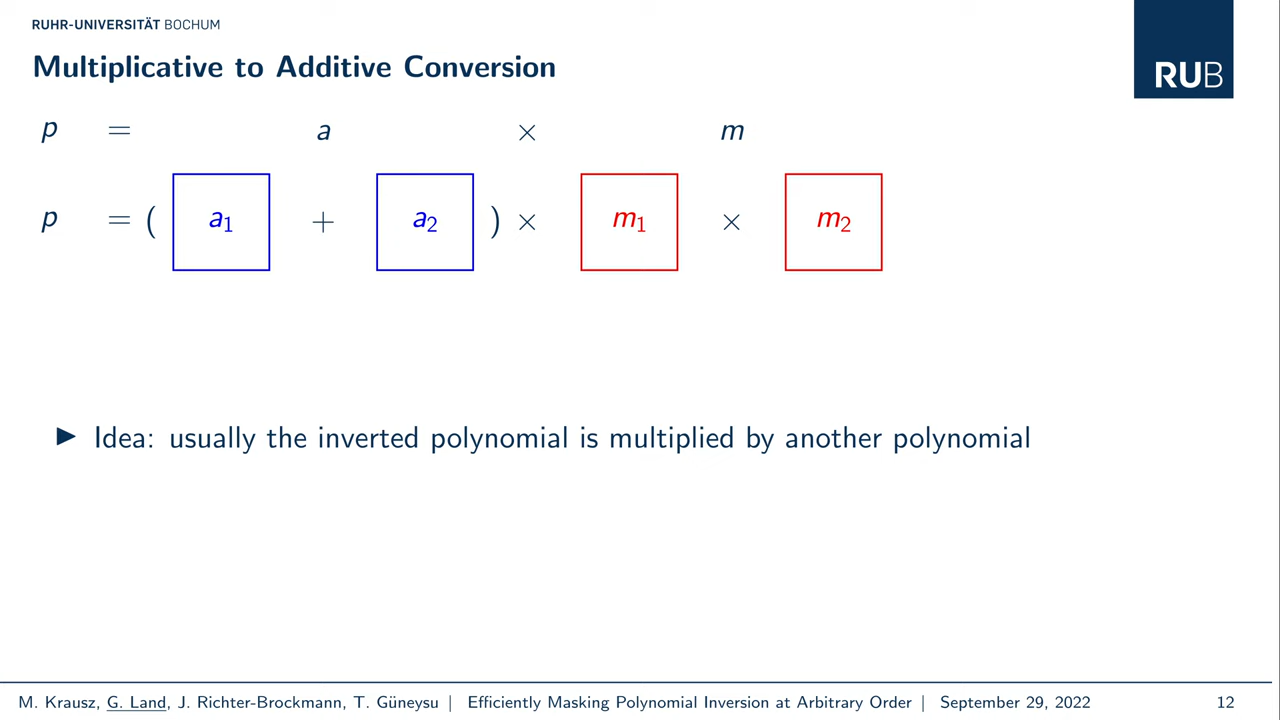 RUHR-UNIVERSITÄT BOCHUM
Multiplicative to Additive Conversion
RUB
p = a × m
p = ( a₁ + a₂ ) × m₁ × m₂
▶ Idea: usually the inverted polynomial is multiplied by another polynomial
M. Krausz, G. Land, J. Richter-Brockmann, T. Güneysu | Efficiently Masking Polynomial Inversion at Arbitrary Order | September 29, 2022 12